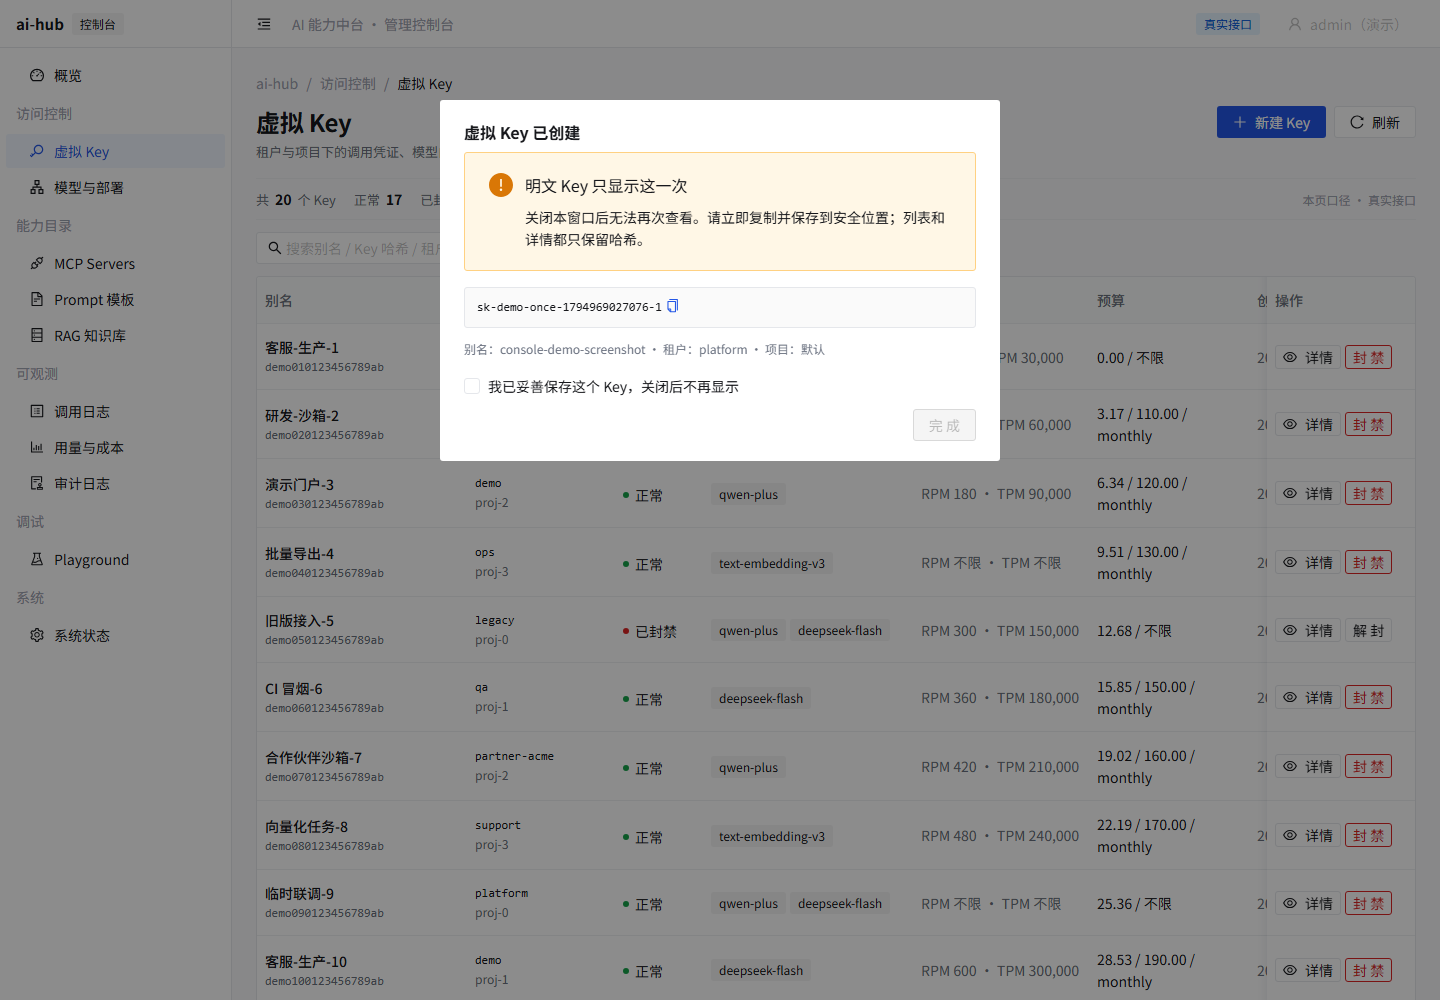 ai-hub 控制台
AI 能力中台 • 管理控制台
真实接口
admin（演示）
概览
访问控制
虚拟 Key
模型与部署
能力目录
MCP Servers
Prompt 模板
RAG 知识库
可观测
调用日志
用量与成本
审计日志
调试
Playground
系统
系统状态
ai-hub / 访问控制 / 虚拟 Key
虚拟 Key
租户与项目下的调用凭证、模型
新建 Key
刷新
共 20 个 Key 正常 17
本页口径 • 真实接口
搜索别名 / Key 哈希 /
虚拟 Key 已创建
明文 Key 只显示这一次
关闭本窗口后无法再次查看。请立即复制并保存到安全位置；列表和
详情都只保留哈希。
sk-demo-once-1794969027076-1
别名：console-demo-screenshot • 租户：platform • 项目：默认
我已妥善保存这个 Key，关闭后不再显示
完成
别名 预算 操作
客服-生产-1
demo010123456789ab
PM 30,000
0.00 / 不限
详情 封禁
研发-沙箱-2
demo020123456789ab
TPM 60,000
3.17 / 110.00 /
monthly
详情 封禁
演示门户-3
demo030123456789ab
demo
proj-2
正常
qwen-plus
RPM 180 • TPM 90,000
6.34 / 120.00 /
monthly
详情 封禁
批量导出-4
demo040123456789ab
ops
proj-3
正常
text-embedding-v3
RPM 不限 • TPM 不限
9.51 / 130.00 /
monthly
详情 封禁
旧版接入-5
demo050123456789ab
legacy
proj-0
已封禁
qwen-plus deepseek-flash
RPM 300 • TPM 150,000
12.68 / 不限
详情 解封
CI 冒烟-6
demo060123456789ab
qa
proj-1
正常
deepseek-flash
RPM 360 • TPM 180,000
15.85 / 150.00 /
monthly
详情 封禁
合作伙伴沙箱-7
demo070123456789ab
partner-acme
proj-2
正常
qwen-plus
RPM 420 • TPM 210,000
19.02 / 160.00 /
monthly
详情 封禁
向量化任务-8
demo080123456789ab
support
proj-3
正常
text-embedding-v3
RPM 480 • TPM 240,000
22.19 / 170.00 /
monthly
详情 封禁
临时联调-9
demo090123456789ab
platform
proj-0
正常
qwen-plus deepseek-flash
RPM 不限 • TPM 不限
25.36 / 不限
详情 封禁
客服-生产-10
demo100123456789ab
demo
proj-1
正常
deepseek-flash
RPM 600 • TPM 300,000
28.53 / 190.00 /
monthly
详情 封禁